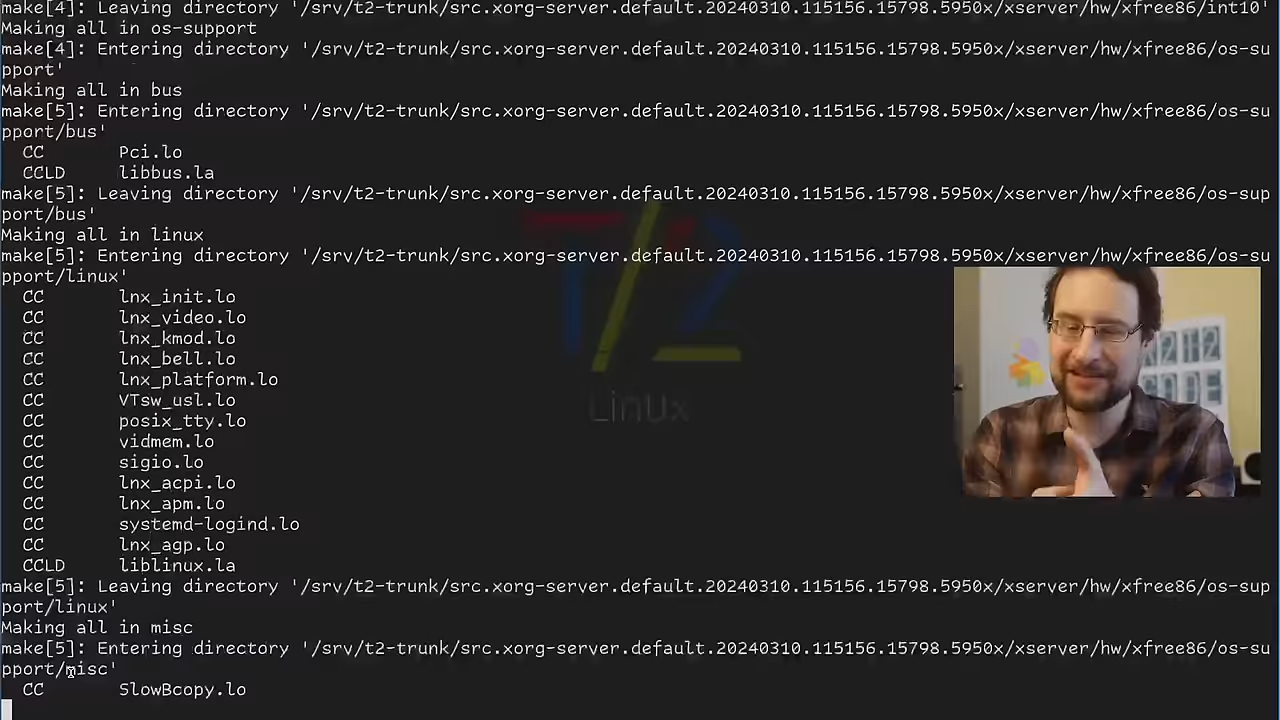 make[4]: Leaving directory '/srv/t2-trunk/src.xorg-server.default.20240310.115156.15798.5950x/xserver/hw/xfree86/int10'
Making all in os-support
make[4]: Entering directory '/srv/t2-trunk/src.xorg-server.default.20240310.115156.15798.5950x/xserver/hw/xfree86/os-su
pport'
Making all in bus
make[5]: Entering directory '/srv/t2-trunk/src.xorg-server.default.20240310.115156.15798.5950x/xserver/hw/xfree86/os-su
pport/bus'
CC Pci.lo
CCLD libbus.la
make[5]: Leaving directory '/srv/t2-trunk/src.xorg-server.default.20240310.115156.15798.5950x/xserver/hw/xfree86/os-sup
port/bus'
Making all in linux
make[5]: Entering directory '/srv/t2-trunk/src.xorg-server.default.20240310.115156.15798.5950x/xserver/hw/xfree86/os-su
pport/linux'
CC lnx_init.lo
CC lnx_video.lo
CC lnx_kmod.lo
CC lnx_bell.lo
CC lnx_platform.lo
CC VTsw_usl.lo
CC posix_tty.lo
CC vidmem.lo
CC sigio.lo
CC lnx_acpi.lo
CC lnx_apm.lo
CC systemd-logind.lo
CC lnx_agp.lo
CCLD liblinux.la
make[5]: Leaving directory '/srv/t2-trunk/src.xorg-server.default.20240310.115156.15798.5950x/xserver/hw/xfree86/os-sup
port/linux'
Making all in misc
make[5]: Entering directory '/srv/t2-trunk/src.xorg-server.default.20240310.115156.15798.5950x/xserver/hw/xfree86/os-su
pport/misc'
CC SlowBcopy.lo
T/2
Linux